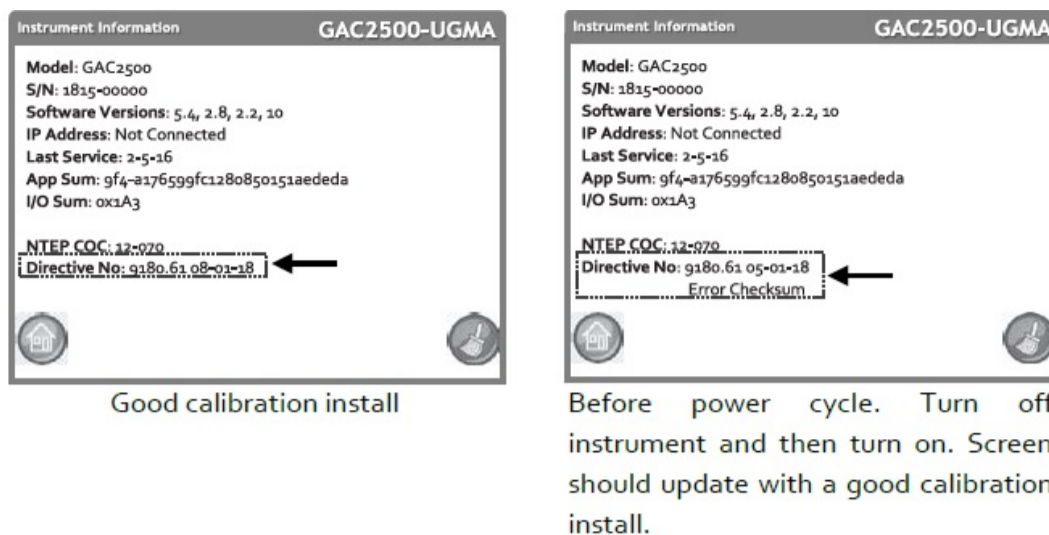 Instrument Information GAC2500-UGMA
Model: GAC2500
S/N: 1815-00000
Software Versions: 5.4, 2.8, 2.2, 10
IP Address: Not Connected
Last Service: 2-5-16
App Sum: 9f4-a176599fc1280850151aededa
I/O Sum: 0x1A3
NTEP COC: 12-070
Directive No: 9180.61 08-01-18
Good calibration install
Instrument Information GAC2500-UGMA
Model: GAC2500
S/N: 1815-00000
Software Versions: 5.4, 2.8, 2.2, 10
IP Address: Not Connected
Last Service: 2-5-16
App Sum: 9f4-a176599fc1280850151aededa
I/O Sum: 0x1A3
NTEP COC: 12-070
Directive No: 9180.61 05-01-18
Error Checksum
Before power cycle. Turn off
instrument and then turn on. Screen
should update with a good calibration
install.